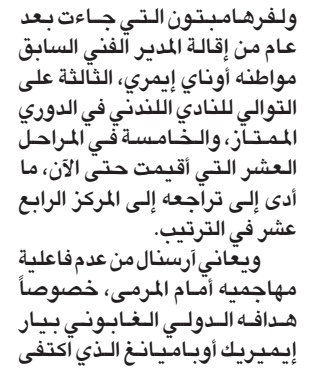 ولفرهامبتون التي جاءت بعد
عام من إقالة المدير الفني السابق
مواطنه أوناي إيمري، الثالثة على
التوالي للنادي اللندني في الدوري
الممتاز، والخامسة في المراحل
العشر التي أقيمت حتى الآن، ما
أدى إلى تراجعه إلى المركز الرابع
عشر في الترتيب.
ويعاني آرسنال من عدم فاعلية
مهاجميه أمام المرمى، خصوصاً
هدافه الدولي الغابوني بيار
إيميريك أوباميانغ الذي اكتفى